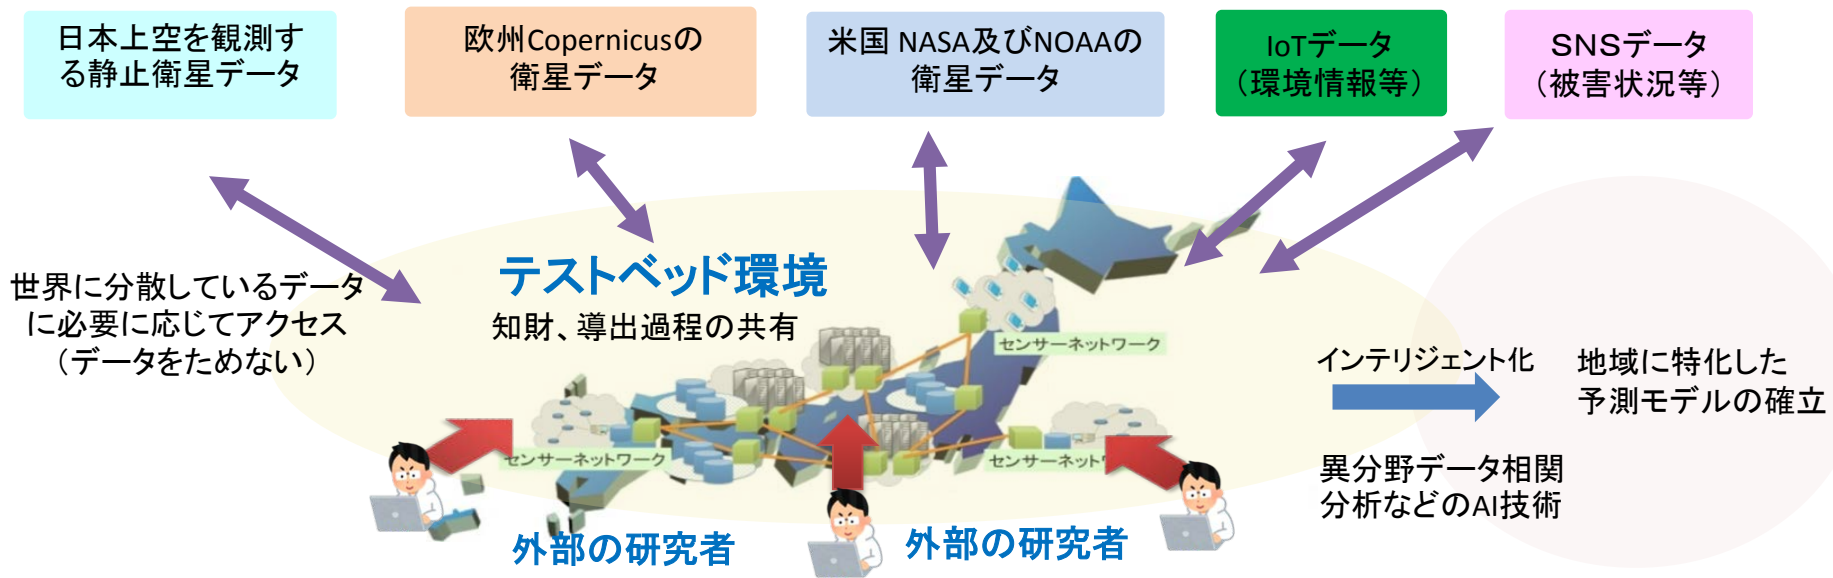 日本上空を観測す
る静止衛星データ
欧州Copernicusの
衛星データ
米国 NASA及びNOAAの
衛星データ
IoTデータ
（環境情報等）
ＳＮＳデータ
（被害状況等）
世界に分散しているデータ
に必要に応じてアクセス
（データをためない）
テストベッド環境
知財、導出過程の共有
センサーネットワーク
センサーネットワーク
センサーネットワ
インテリジェント化
地域に特化した
予測モデルの確立
異分野データ相関
分析などのAI技術
外部の研究者
外部の研究者